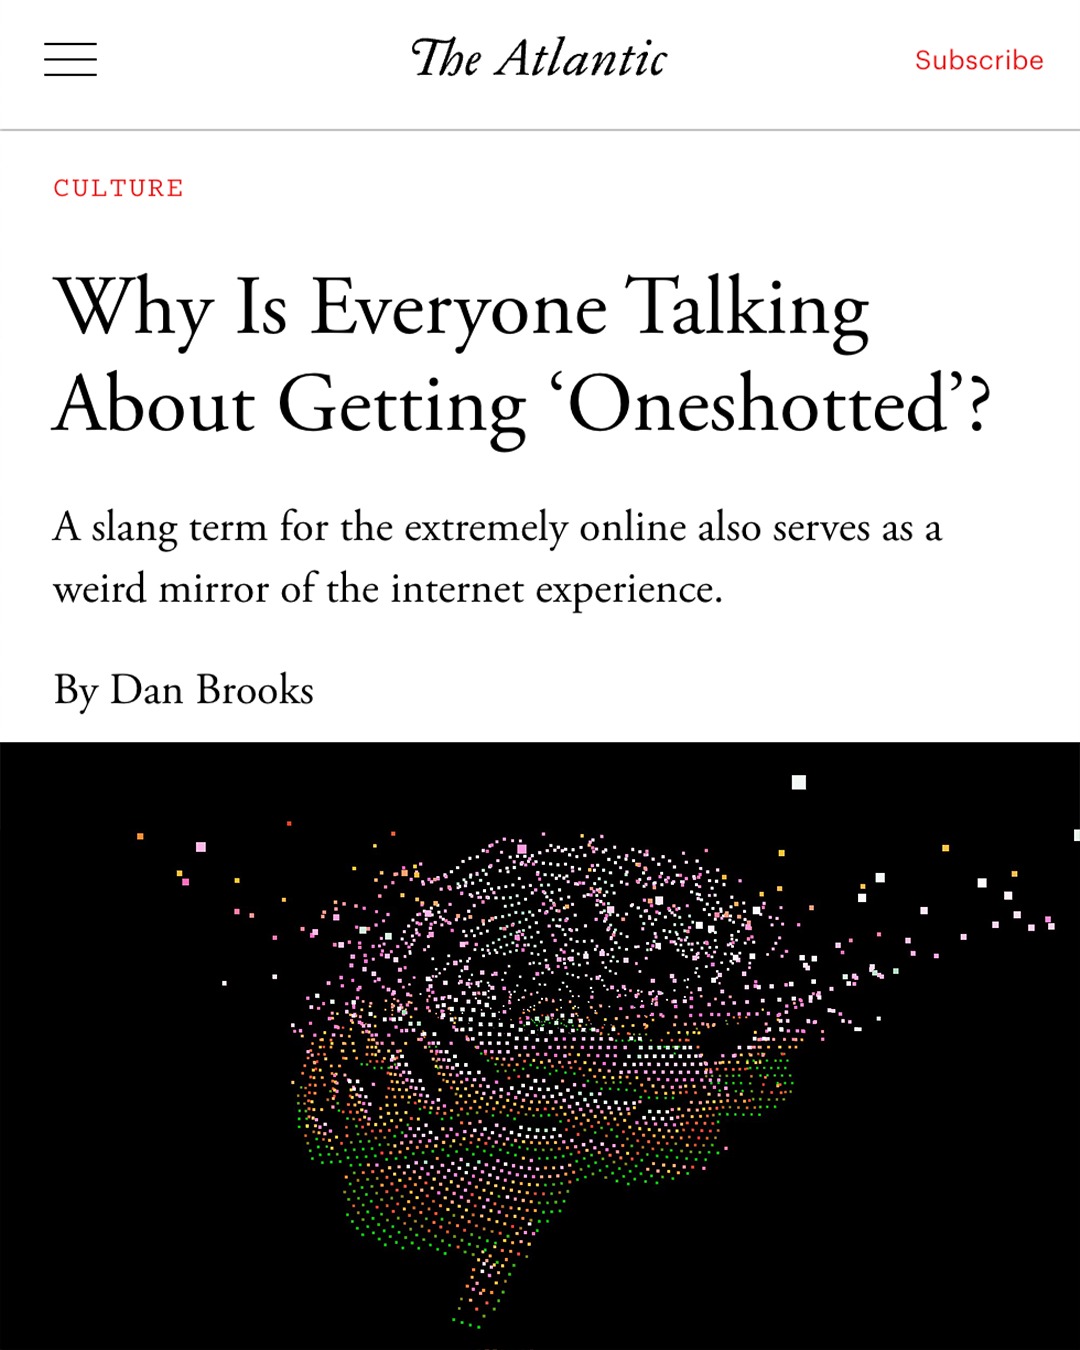 The Atlantic
Subscribe
CULTURE
Why Is Everyone Talking
About Getting ‘Oneshotted’?
A slang term for the extremely online also serves as a
weird mirror of the internet experience.
By Dan Brooks